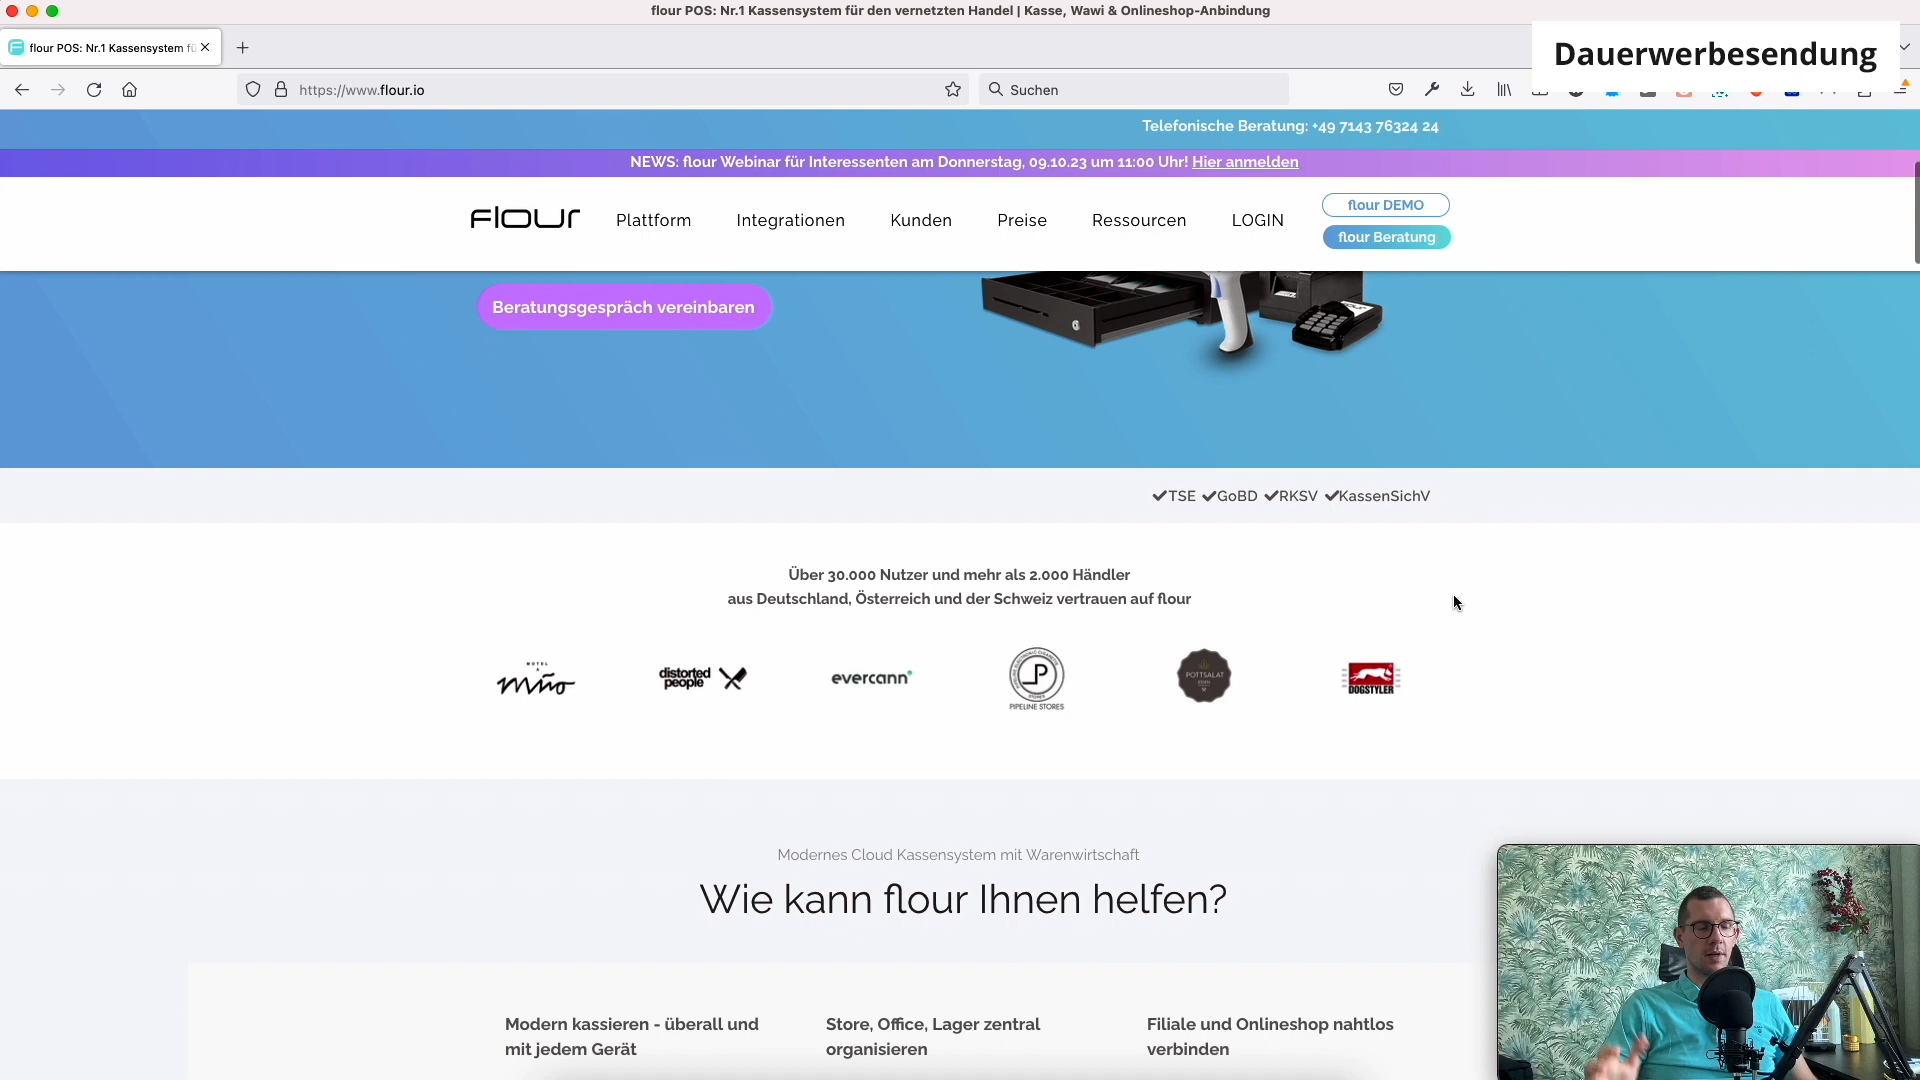 flour POS: Nr.1 Kassensystem für den vernetzten Handel | Kasse, Wawi & Onlineshop-Anbindung
flour POS: Nr.1 Kassensystem fü
Dauerwerbesendung
https://www.flour.io
Suchen
Telefonische Beratung: +49 7143 76324 24
NEWS: flour Webinar für Interessenten am Donnerstag, 09.10.23 um 11:00 Uhr! Hier anmelden
flour
Plattform
Integrationen
Kunden
Preise
Ressourcen
LOGIN
flour DEMO
flour Beratung
Beratungsgespräch vereinbaren
TSE GoBD RKSV KassenSichV
Über 30.000 Nutzer und mehr als 2.000 Händler
aus Deutschland, Österreich und der Schweiz vertrauen auf flour
MOTEL
A
Miio
distorted
people
evercann
PIPELINE STORES
POTTSALAT
DOGSTYLER
Modernes Cloud Kassensystem mit Warenwirtschaft
Wie kann flour Ihnen helfen?
Modern kassieren - überall und
mit jedem Gerät
Store, Office, Lager zentral
organisieren
Filiale und Onlineshop nahtlos
verbinden